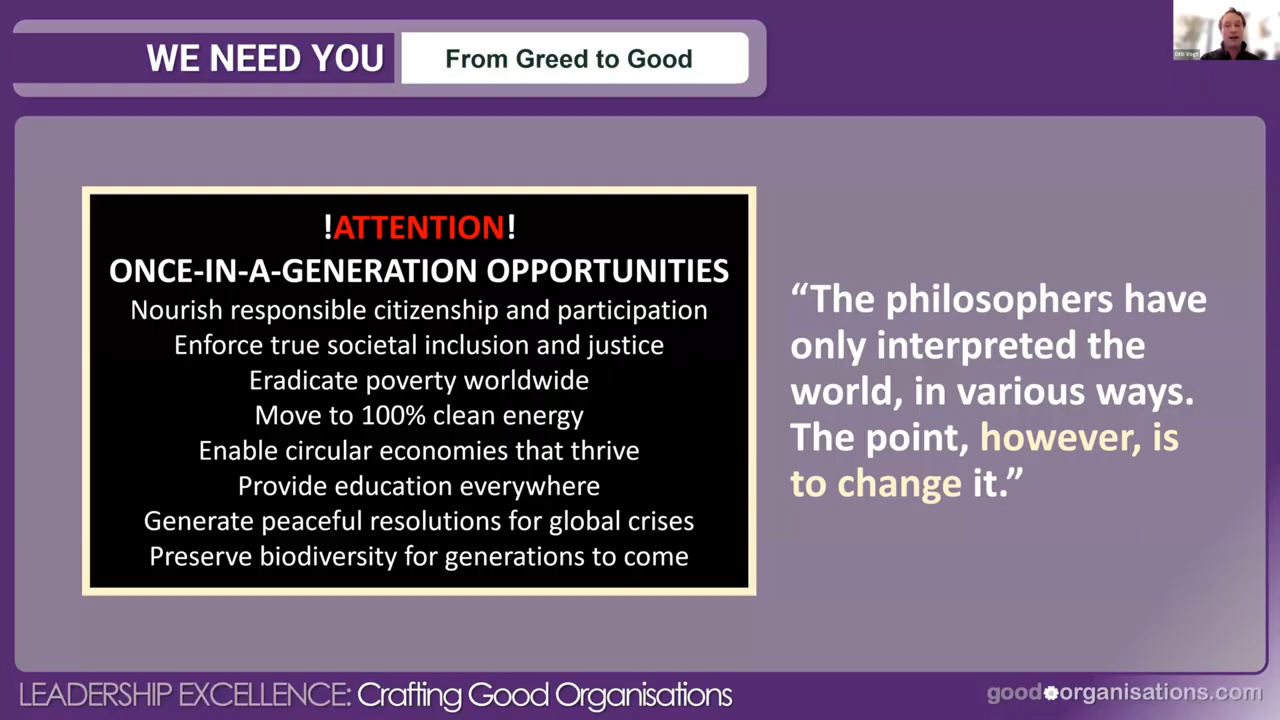 WE NEED YOU
From Greed to Good
!ATTENTION!
ONCE-IN-A-GENERATION OPPORTUNITIES
Nourish responsible citizenship and participation
Enforce true societal inclusion and justice
Eradicate poverty worldwide
Move to 100% clean energy
Enable circular economies that thrive
Provide education everywhere
Generate peaceful resolutions for global crises
Preserve biodiversity for generations to come
“The philosophers have
only interpreted the
world, in various ways.
The point, however, is
to change it.”
LEADERSHIP EXCELLENCE: Crafting Good Organisations
good organisations.com